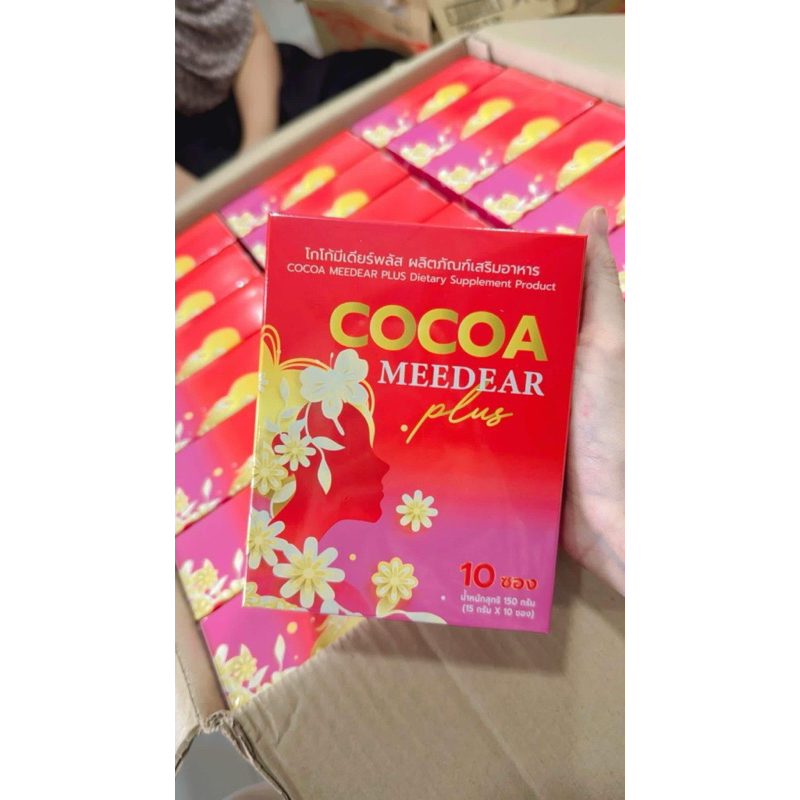 โกโก้มีเดียร์พลัส ผลิตภัณฑ์เสริมอาหาร
COCOA MEEDEAR PLUS Dietary Supplement Product
COCOA
MEEDEAR
plus
10 ซอง
น้ำหนักสุทธิ 150 กรัม
(15 กรัม X 10 ซอง)